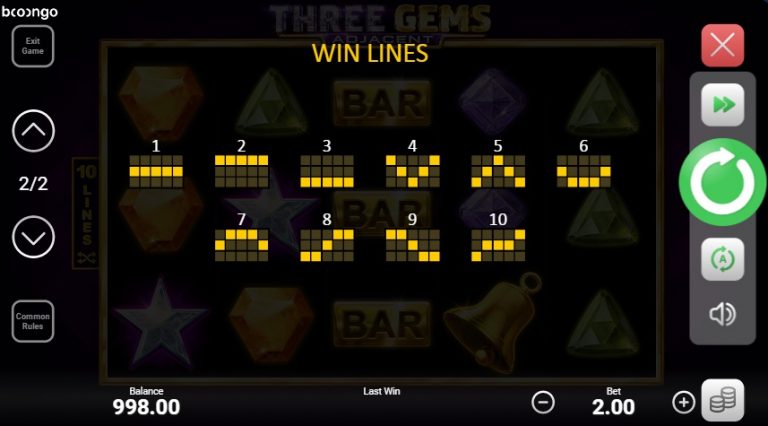 booongo
THREE GEMS
ADJACENT
WIN LINES
Exit
Game
BAR
1 2 3 4 5 6
2/2
10
LINES
BAR
7 8 9 10
A
Common
Rules
BAR
Balance
998.00
Last Win
Bet
2.00